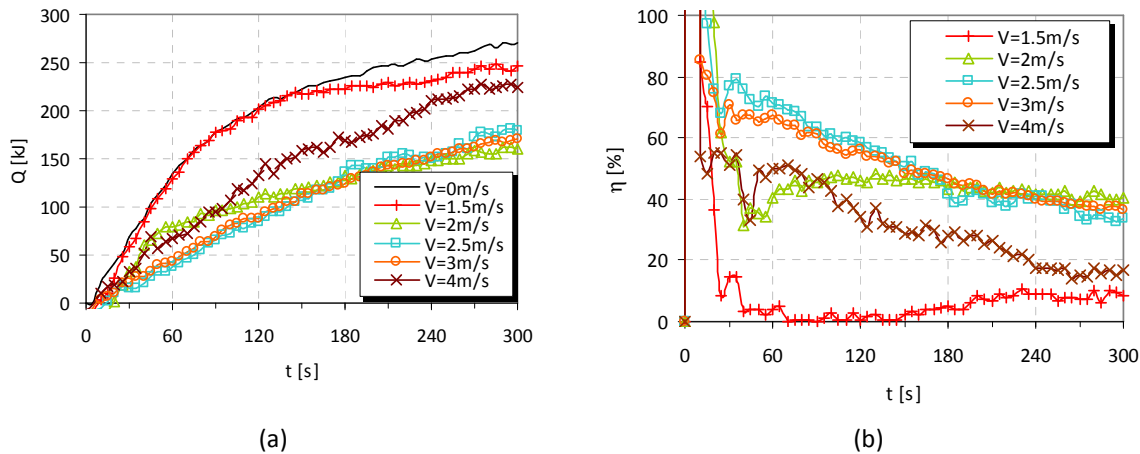 300
250
200
150
100
50
0
Q [kJ]
0 60 120 180 240 300
t [s]
V=0m/s
V=1.5m/s
V=2m/s
V=2.5m/s
V=3m/s
V=4m/s
(a)
100%
80%
60%
40%
20%
0%
η [%]
0 60 120 180 240 300
t [s]
V=1.5m/s
V=2m/s
V=2.5m/s
V=3m/s
V=4m/s
(b)